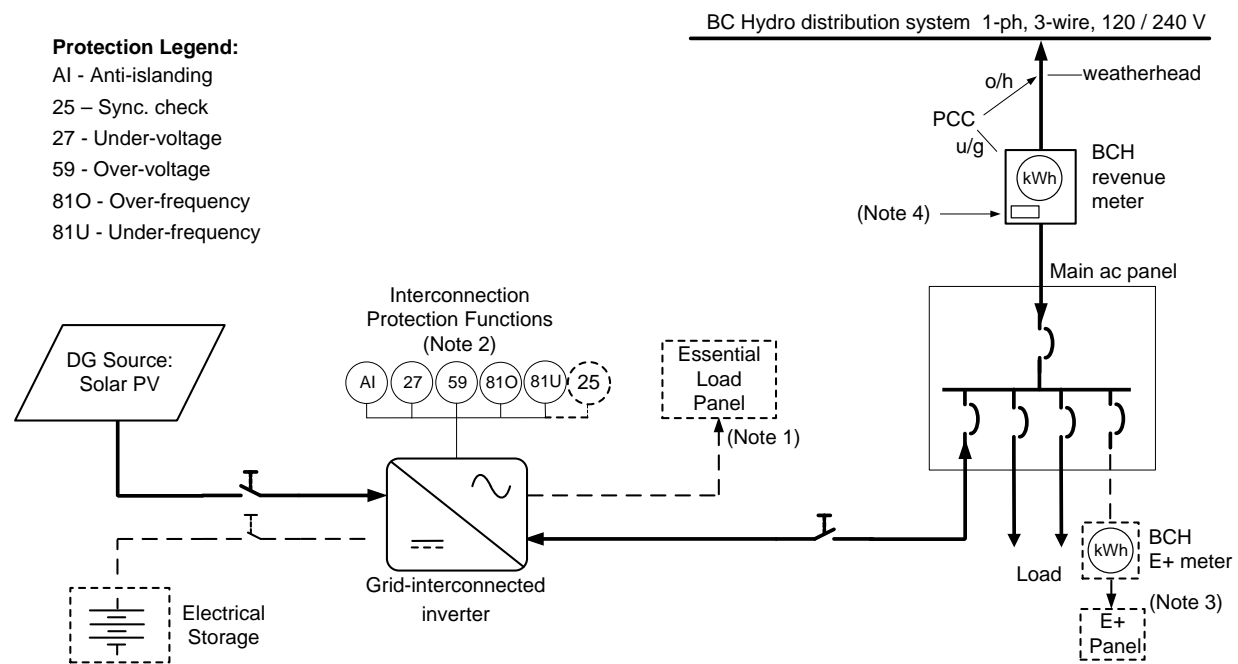 BC Hydro distribution system 1-ph, 3-wire, 120 / 240 V
Protection Legend:
AI - Anti-islanding
25 – Sync. check
27 - Under-voltage
59 - Over-voltage
81O - Over-frequency
81U - Under-frequency
weatherhead
o/h
PCC
u/g
kWh
BCH
revenue
meter
(Note 4)
Main ac panel
Interconnection
Protection Functions
(Note 2)
AI
27
59
81O
81U
25
DG Source:
Solar PV
Essential
Load
Panel
(Note 1)
Grid-interconnected
inverter
Electrical
Storage
Load
kWh
BCH
E+ meter
(Note 3)
E+
Panel